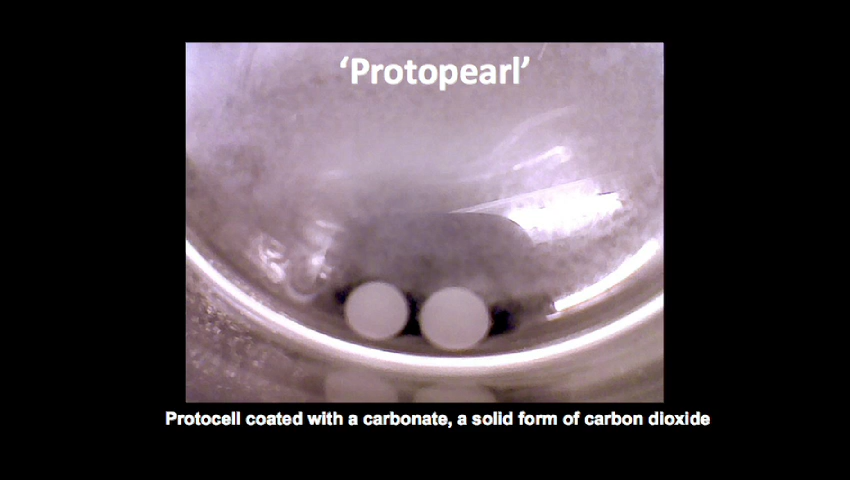 ‘Protopearl’
Protocell coated with a carbonate, a solid form of carbon dioxide